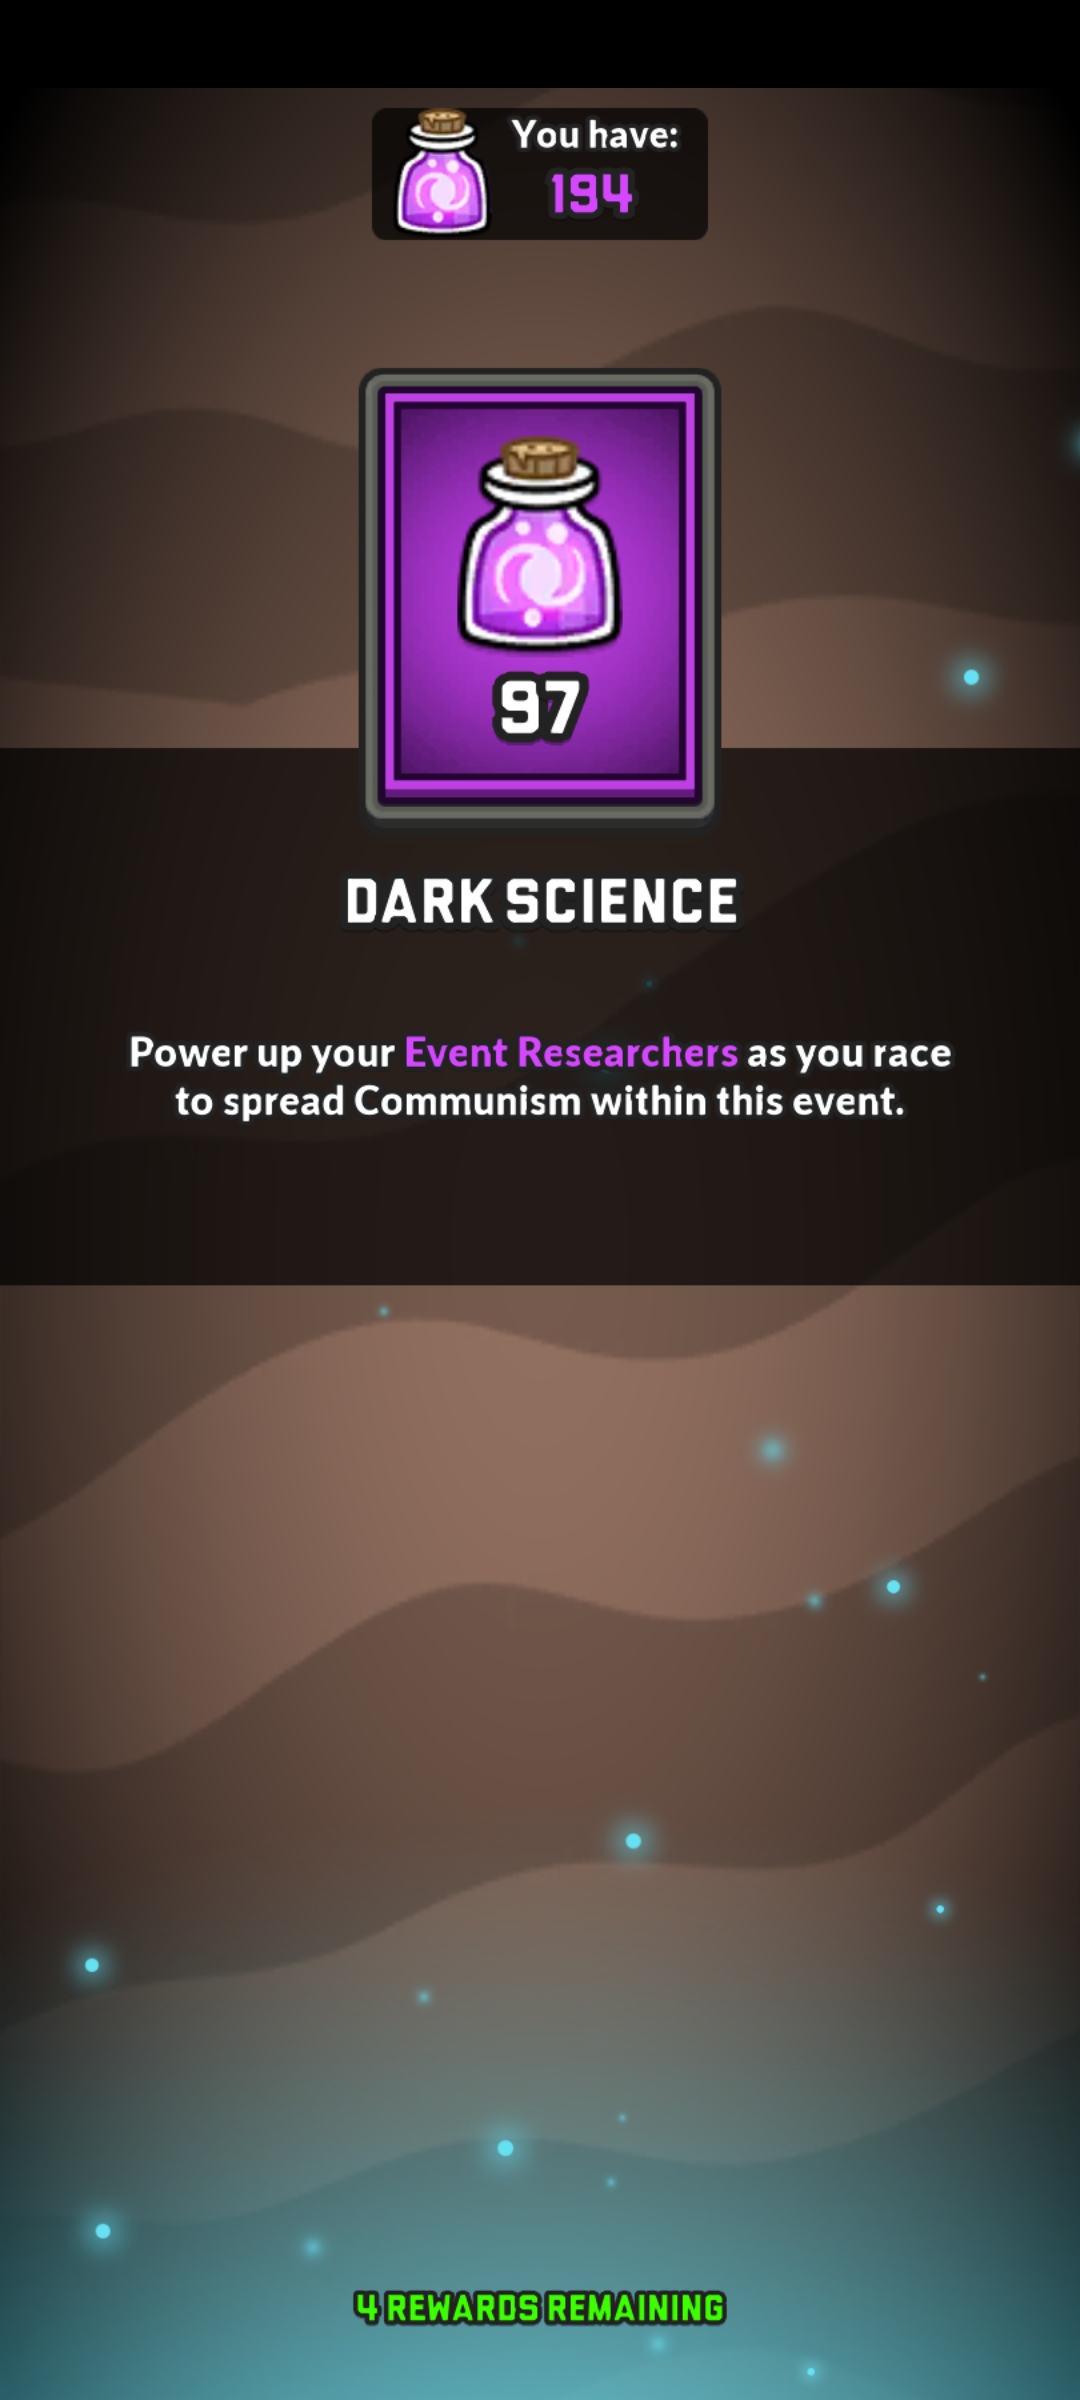 You have:
194
97
DARK SCIENCE
Power up your Event Researchers as you race
to spread Communism within this event.
4 REWARDS REMAINING